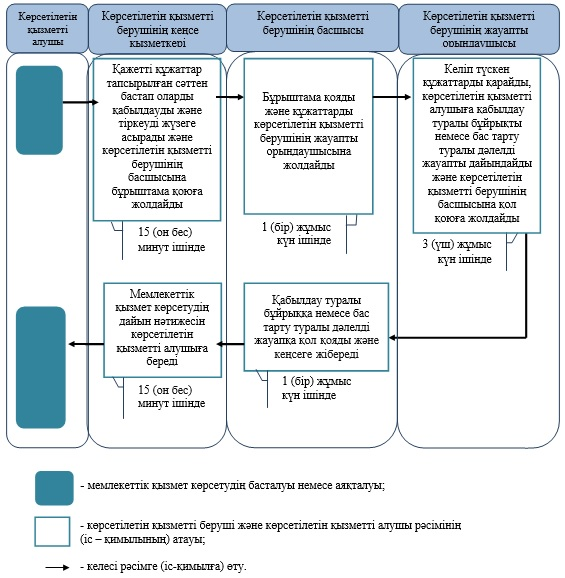 Көрсетілетін
қызметті
алушы
Көрсетілетін қызметті
берушінің кеңсе
қызметкері
Көрсетілетін қызметті
берушінің басшысы
Көрсетілетін қызметті
берушінің жауапты
орындаушысы
Қажетті құжаттар
тапсырылған сәттен
бастап оларды
қабылдауды және
тіркеуді жүзеге
асырады және
көрсетілетін қызметті
берушінің
басшысына
бұрыштама қоюға
жолдайды
15 (он бес)
минут ішінде
Бұрыштама қояды
және құжаттарды
көрсетілетін қызметті
берушінің жауапты
орындаушысына
жолдайды
1 (бір) жұмыс
күн ішінде
Келіп түскен
құжаттарды қарайды,
көрсетілетін қызметті
алушыға қабылдау
туралы бұйрықты
немесе бас тарту
туралы дәлелді
жауапты дайындайды
және көрсетілетін
қызметті берушінің
басшысына қол
қоюға жолдайды
3 (үш) жұмыс
күн ішінде
Қабылдау туралы
бұйрыққа немесе бас
тарту туралы дәлелді
жауапқа қол қояды және
кеңсеге жібереді
1 (бір) жұмыс
күн ішінде
Мемлекеттік
қызмет көрсетудің
дайын нәтижесін
көрсетілетін
қызметті алушыға
береді
15 (он бес)
минут ішінде
- мемлекеттік қызмет көрсетудің басталуы немесе аяқталуы;
- көрсетілетін қызметті беруші және көрсетілетін қызметті алушы рәсімінің
(іс – қимылының) атауы;
- келесі рәсімге (іс-қимылға) өту.